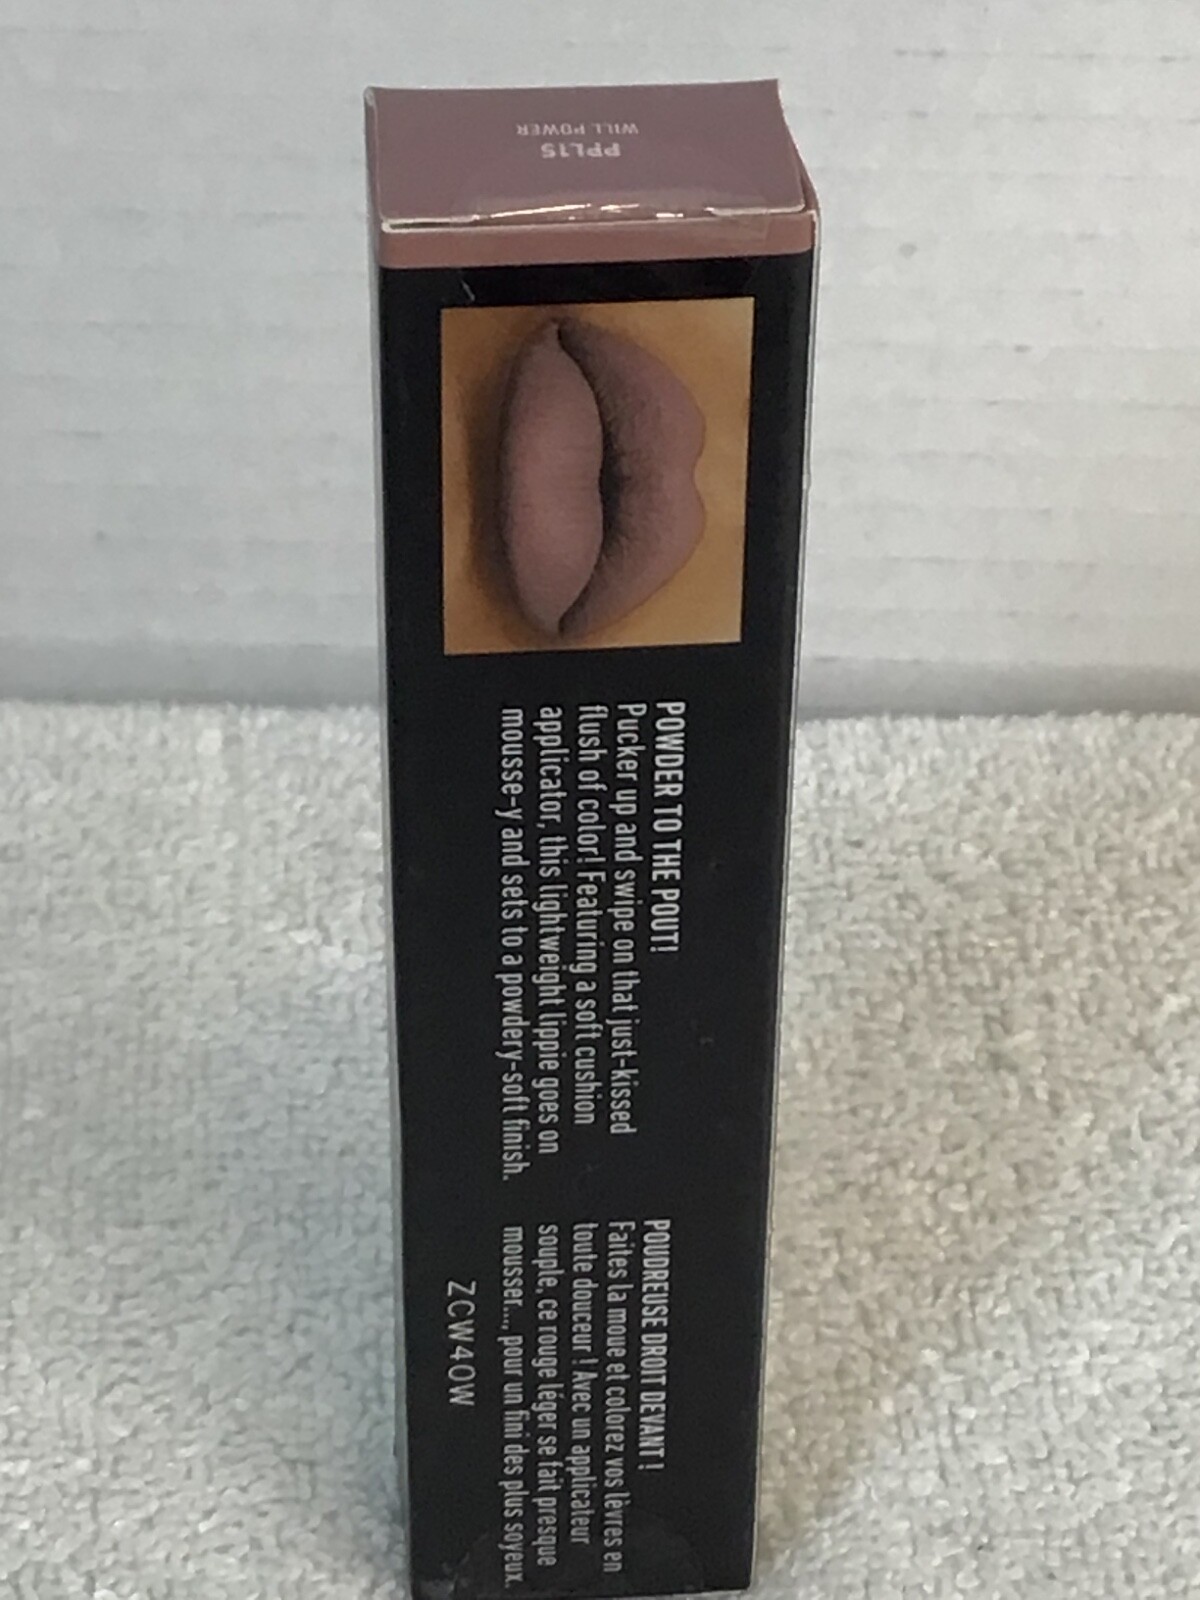 PPL15
WILL POWER
POWDER TO THE POUT!
Pucker up and swipe on that just-kissed
flush of color! Featuring a soft cushion
applicator, this lightweight lippie goes on
mousse-y and sets to a powdery-soft finish.
POUDREUSE DROIT DEVANT !
Faites la moue et colorez vos lèvres en
toute douceur ! Avec un applicateur
souple, ce rouge léger se fait presque
mousser..., pour un fini des plus soyeux.
ZCW40W